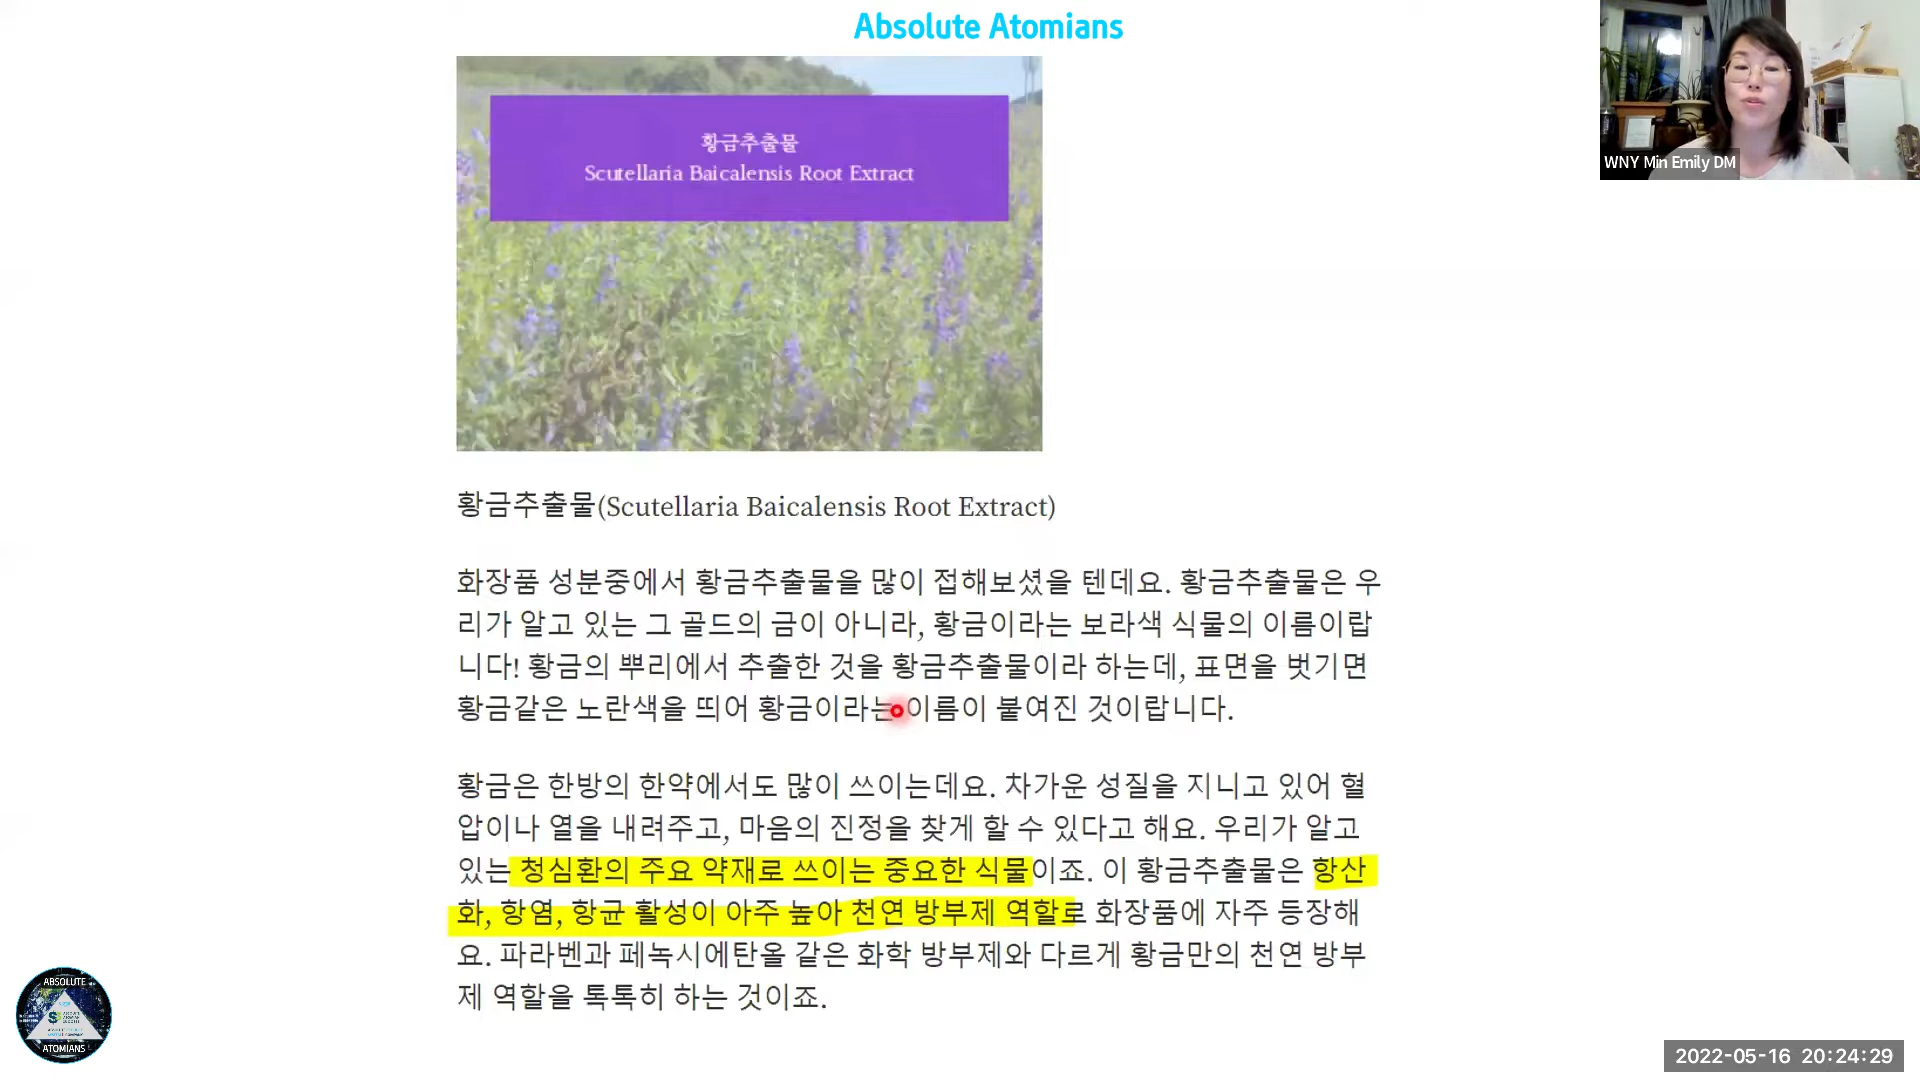 Absolute Atomians
WNY Min Emily DM
황금추출물
Scutellaria Baicalensis Root Extract
황금추출물(Scutellaria Baicalensis Root Extract)
화장품 성분중에서 황금추출물을 많이 접해보셨을 텐데요. 황금추출물은 우
리가 알고 있는 그 골드의 금이 아니라, 황금이라는 보라색 식물의 이름이랍
니다! 황금의 뿌리에서 추출한 것을 황금추출물이라 하는데, 표면을 벗기면
황금같은 노란색을 띄어 황금이라는 이름이 붙여진 것이랍니다.
황금은 한방의 한약에서도 많이 쓰이는데요. 차가운 성질을 지니고 있어 혈
압이나 열을 내려주고, 마음의 진정을 찾게 할 수 있다고 해요. 우리가 알고
있는 청심환의 주요 약재로 쓰이는 중요한 식물이죠. 이 황금추출물은 항산
화, 항염, 항균 활성이 아주 높아 천연 방부제 역할로 화장품에 자주 등장해
요. 파라벤과 페녹시에탄올 같은 화학 방부제와 다르게 황금만의 천연 방부
제 역할을 톡톡히 하는 것이죠.
ABSOLUTE
ATOMIANS
2022-05-16 20:24:29